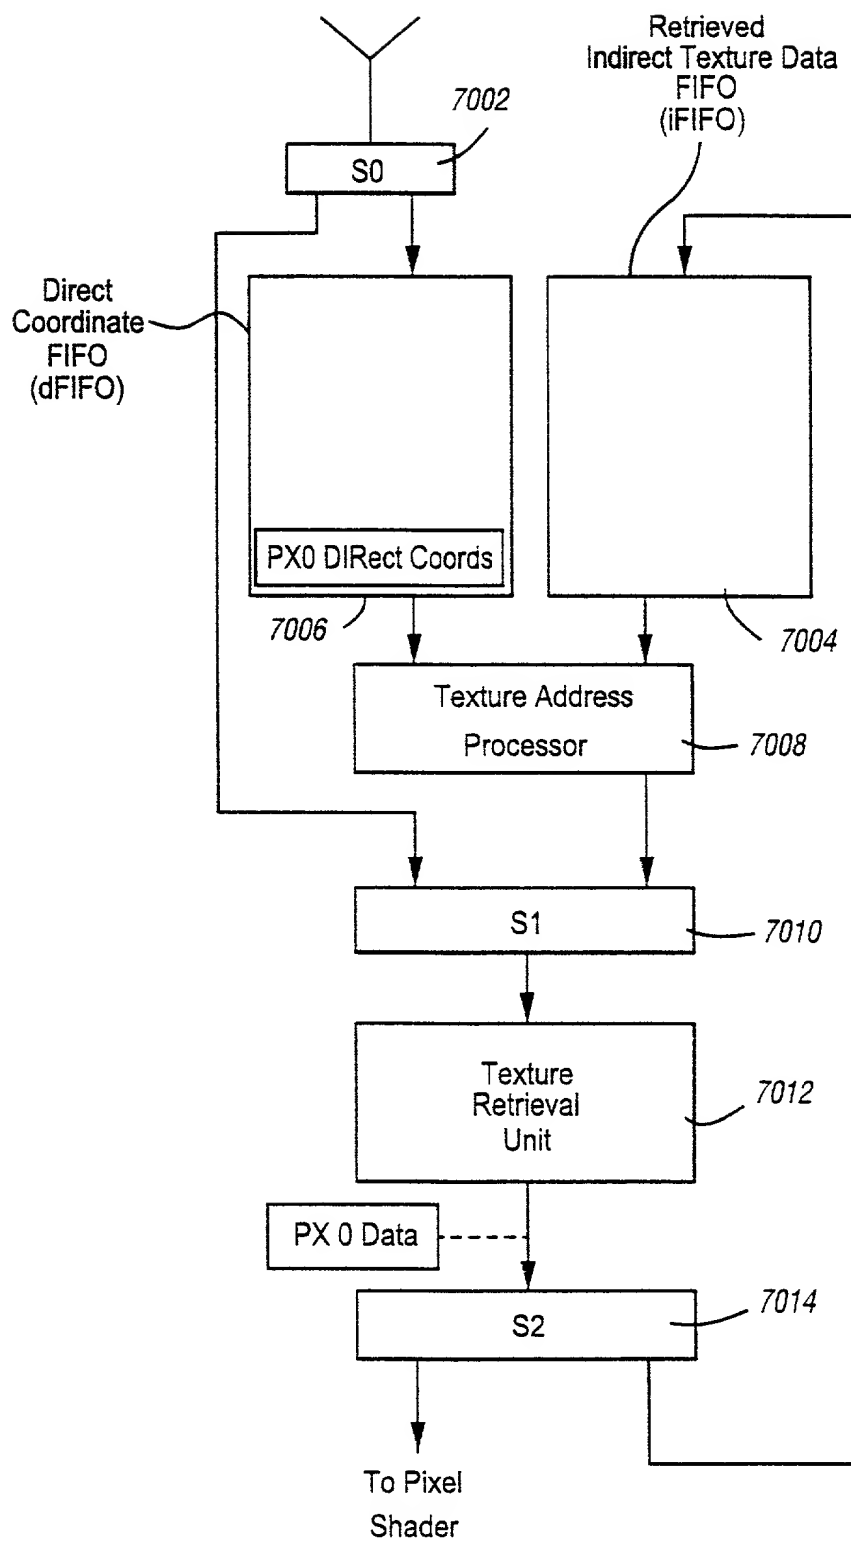 Retrieved
Indirect Texture Data
FIFO
(iFIFO)
7002
S0
Direct
Coordinate
FIFO
(dFIFO)
PX0 DIRect Coords
7006
7004
Texture Address
Processor
7008
S1
7010
Texture
Retrieval
Unit
7012
PX 0 Data
7014
S2
To Pixel
Shader